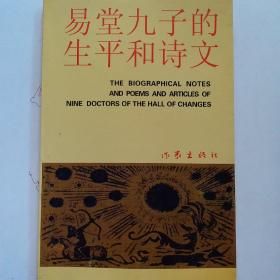 易堂九子的
生平和诗文
THE BIOGRAPHICAL NOTES
AND POEMS AND ARTICLES OF
NINE DOCTORS OF THE HALL OF CHANGES
作家出版社